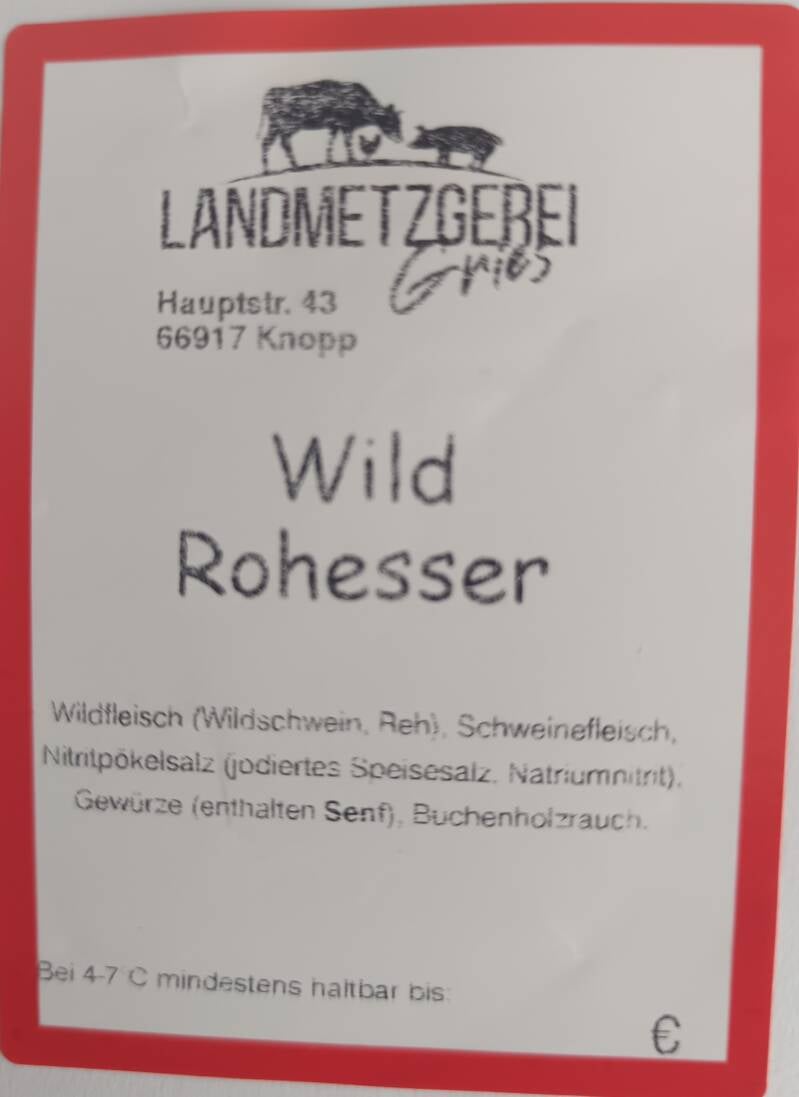 LANDMETZGEREI
Gries
Hauptstr. 43
66917 Knopp
Wild
Rohesser
Wildfleisch (Wildschwein, Reh), Schweinefleisch,
Nitritpökelsalz (jodiertes Speisesalz, Natriumnitrit),
Gewürze (enthalten Senf), Buchenholzrauch.
Bei 4-7°C mindestens haltbar bis:
€